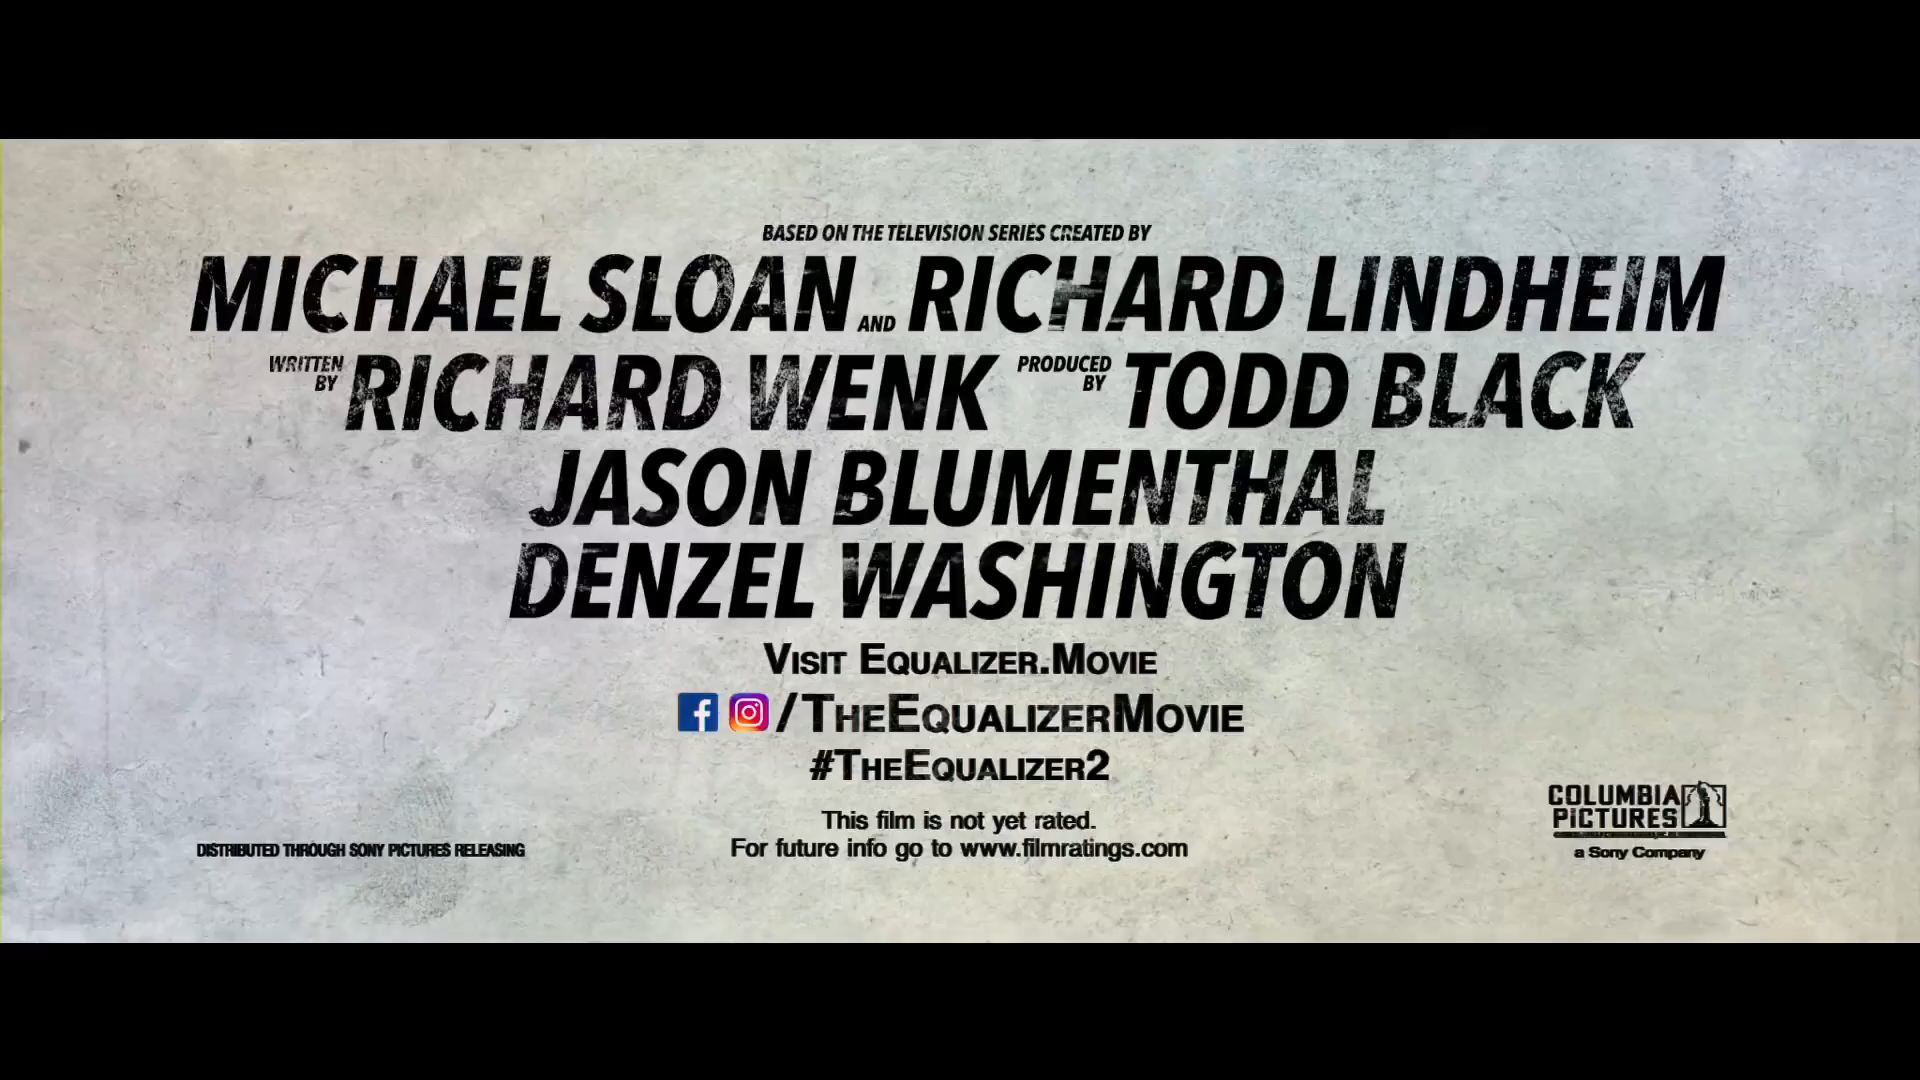 BASED ON THE TELEVISION SERIES CREATED BY
MICHAEL SLOAN AND RICHARD LINDHEIM
WRITTEN BY RICHARD WENK PRODUCED BY TODD BLACK
JASON BLUMENTHAL
DENZEL WASHINGTON
VISIT EQUALIZER.MOVIE
/THEEQUALIZERMOVIE
#THEEQUALIZER2
This film is not yet rated.
For future info go to www.filmratings.com
DISTRIBUTED THROUGH SONY PICTURES RELEASING
COLUMBIA
PICTURES
a Sony Company